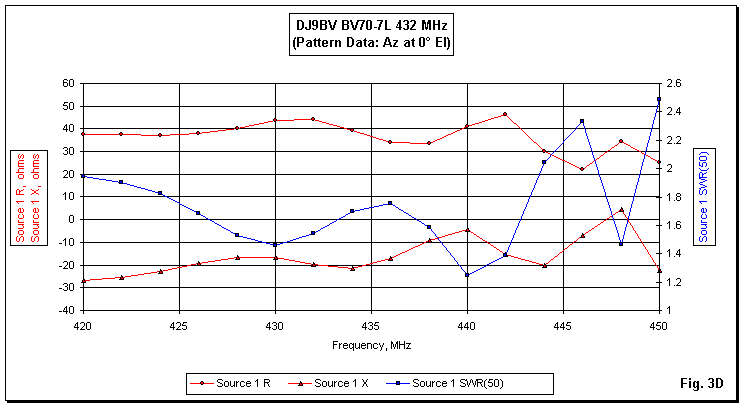 DJ9BV BV70-7L 432 MHz
(Pattern Data: Az at 0° El)
60
50
40
30
20
10
0
-10
-20
-30
-40
2.6
2.4
2.2
2
1.8
1.6
1.4
1.2
1
Source 1 R, ohms
Source 1 X, ohms
Source 1 SWR(50)
420
425
430
435
440
445
450
Frequency, MHz
Source 1 R
Source 1 X
Source 1 SWR(50)
Fig. 3D